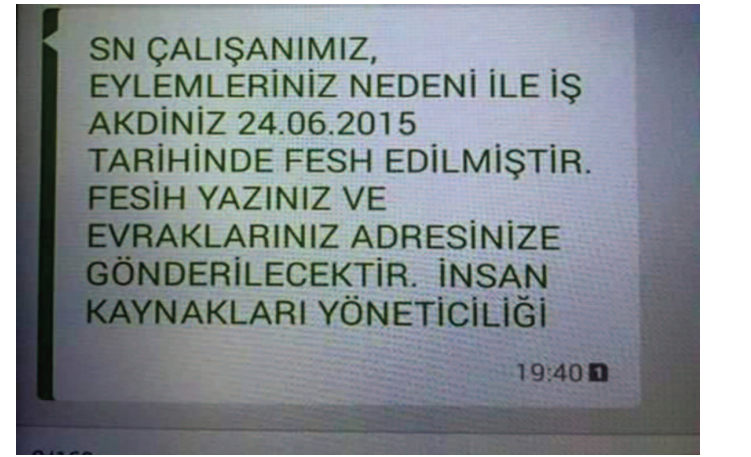 SN ÇALIŞANIMIZ,
EYLEMLERİNİZ NEDENİ İLE İŞ
AKDİNİZ 24.06.2015
TARİHİNDE FESH EDİLMİŞTİR.
FESİH YAZINIZ VE
EVRAKLARINIZ ADRESİNİZE
GÖNDERİLECEKTİR. İNSAN
KAYNAKLARI YÖNETİCİLİĞİ
19:40 1